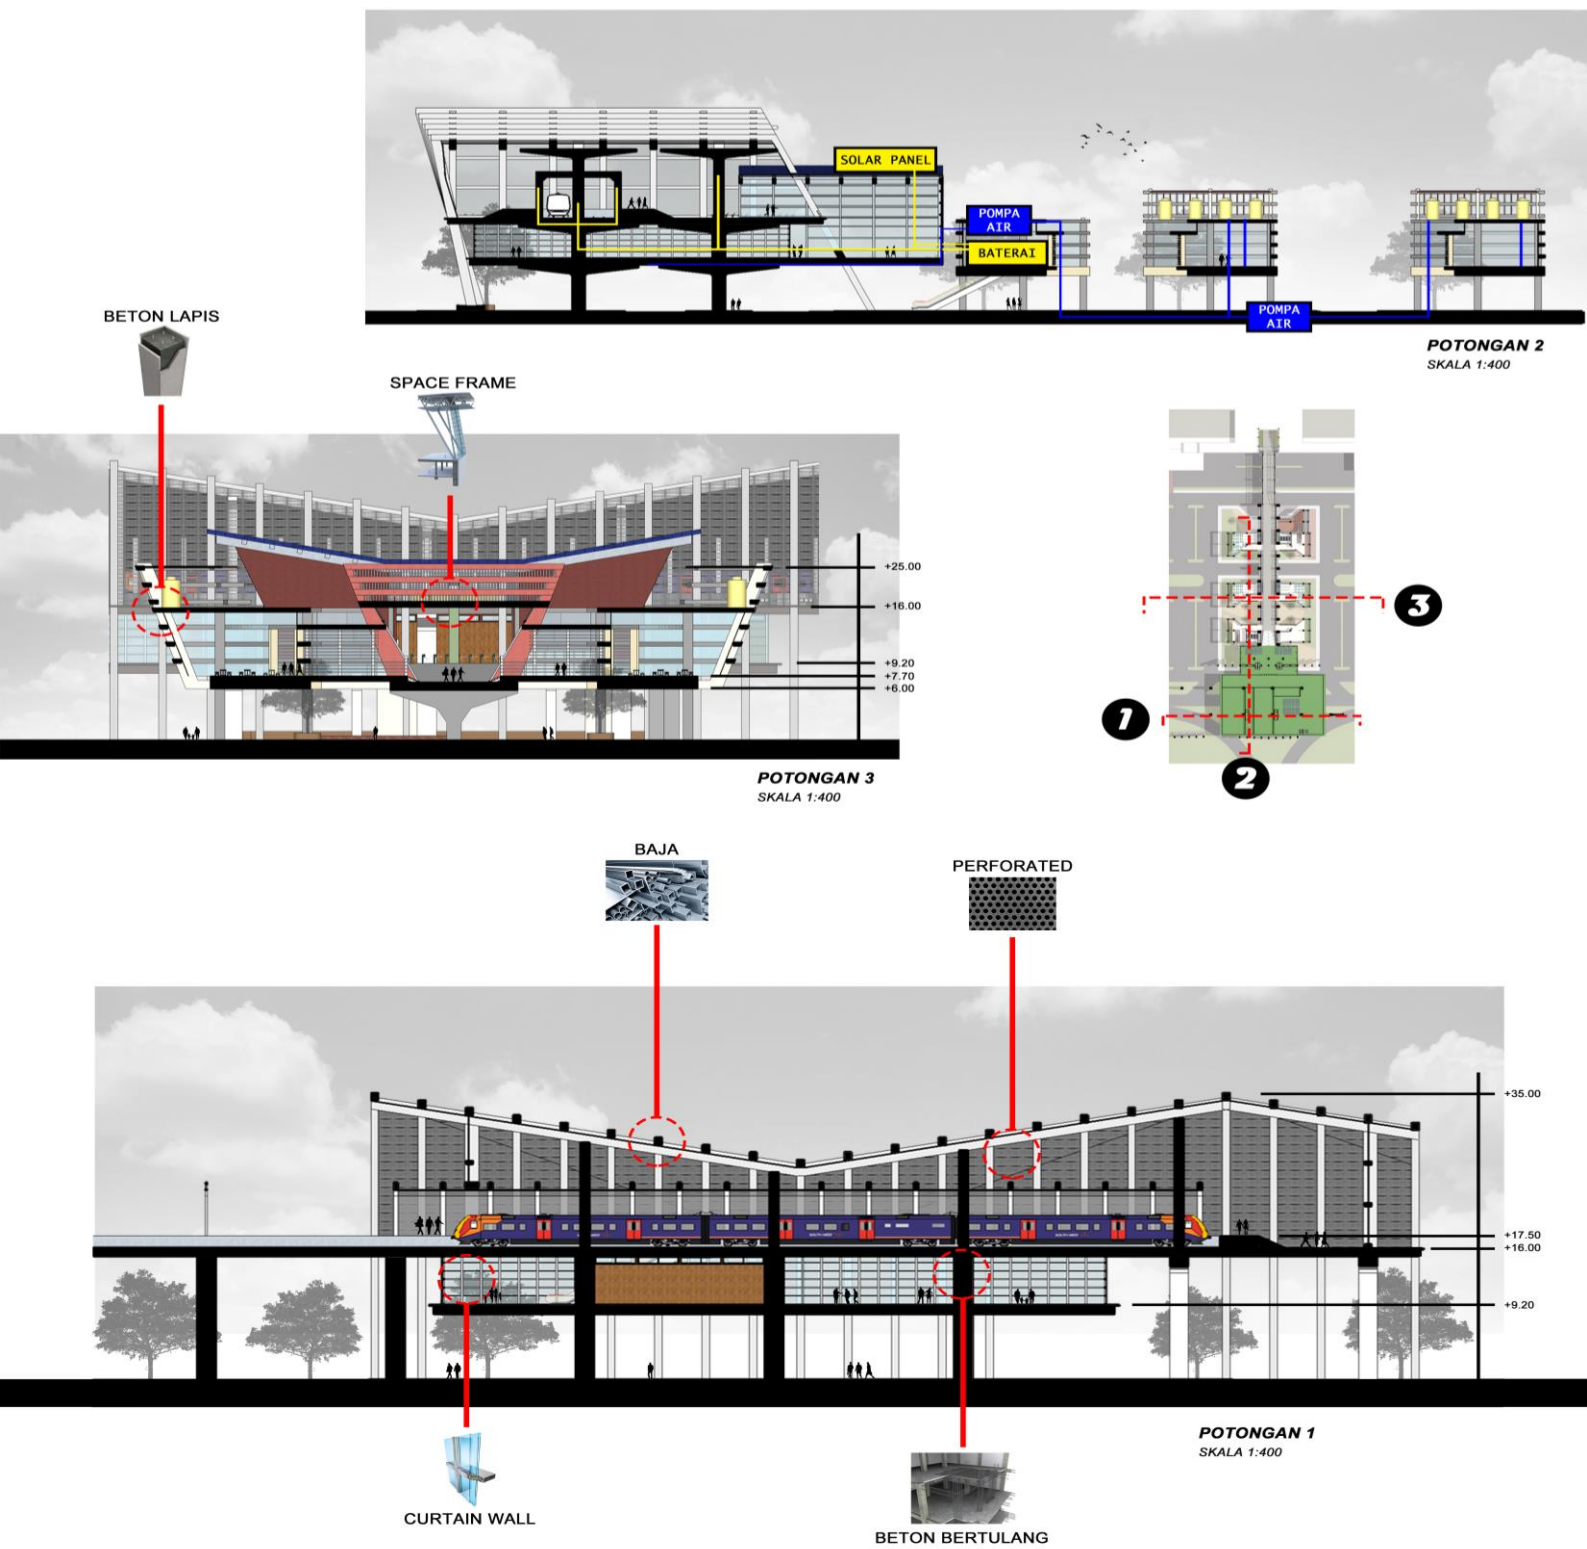 SOLAR PANEL
POMPA
AIR
BATERAI
POMPA
AIR
POTONGAN 2
SKALA 1:400
BETON LAPIS
SPACE FRAME
+25.00
+16.00
+9.20
+7.70
+6.00
POTONGAN 3
SKALA 1:400
3
1
2
BAJA
PERFORATED
+35.00
+17.50
+16.00
+9.20
POTONGAN 1
SKALA 1:400
CURTAIN WALL
BETON BERTULANG